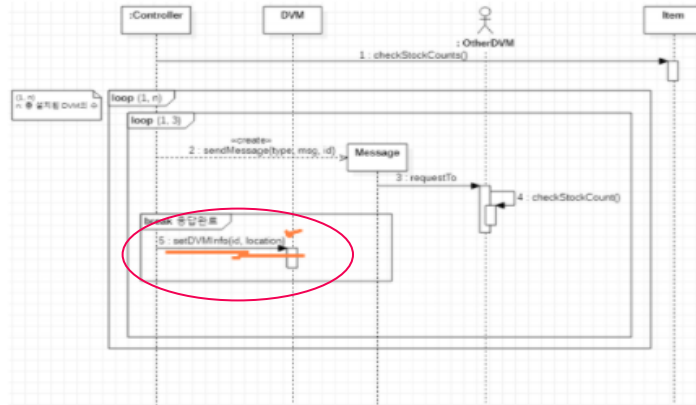 :Controller
DVM
: OtherDVM
Item
1 : checkStockCounts()
(1, n)
n: 총 설치된 DVM의 수
loop (1, n)
loop (1, 3)
«create»
2 : sendMessage(type, msg, id)
Message
3 : requestTo
4 : checkStockCount()
break 응답완료
5 : setDVMInfo(id, location)